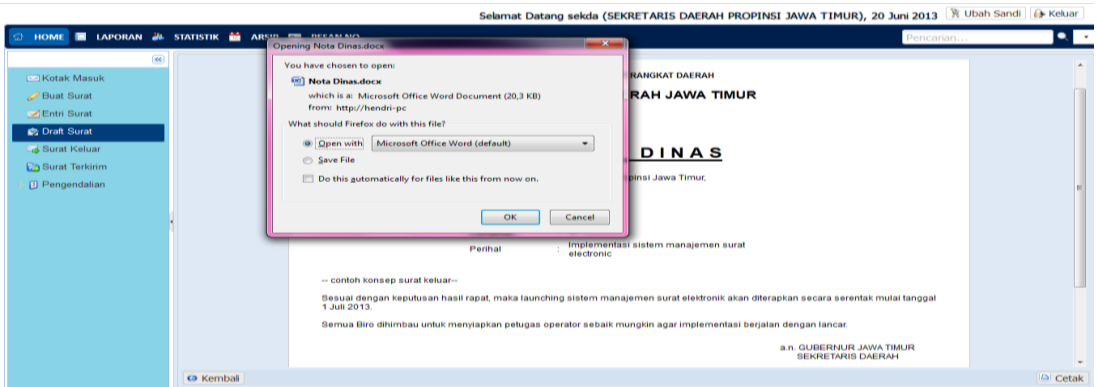 Selamat Datang sekda (SEKRETARIS DAERAH PROPINSI JAWA TIMUR), 20 Juni 2013 Ubah Sandi Keluar
HOME LAPORAN STATISTIK ARSIP Pencarian...
Kotak Masuk
Buat Surat
Entri Surat
Draft Surat
Surat Keluar
Surat Terkirim
Pengendalian
Opening Nota Dinas.docx
You have chosen to open:
Nota Dinas.docx
which is a: Microsoft Office Word Document (20,3 KB)
from: http://hendri-pc
What should Firefox do with this file?
Open with Microsoft Office Word (default)
Save File
Do this automatically for files like this from now on.
OK Cancel
RANGKAT DAERAH
RAH JAWA TIMUR
DINAS
pinsi Jawa Timur,
Perihal : Implementasi sistem manajemen surat
electronic
-- contoh konsep surat keluar--
Sesuai dengan keputusan hasil rapat, maka launching sistem manajemen surat elektronik akan diterapkan secara serentak mulai tanggal
1 Juli 2013.
Semua Biro dihimbau untuk menyiapkan petugas operator sebaik mungkin agar implementasi berjalan dengan lancar.
a.n. GUBERNUR JAWA TIMUR
SEKRETARIS DAERAH
Kembali Cetak